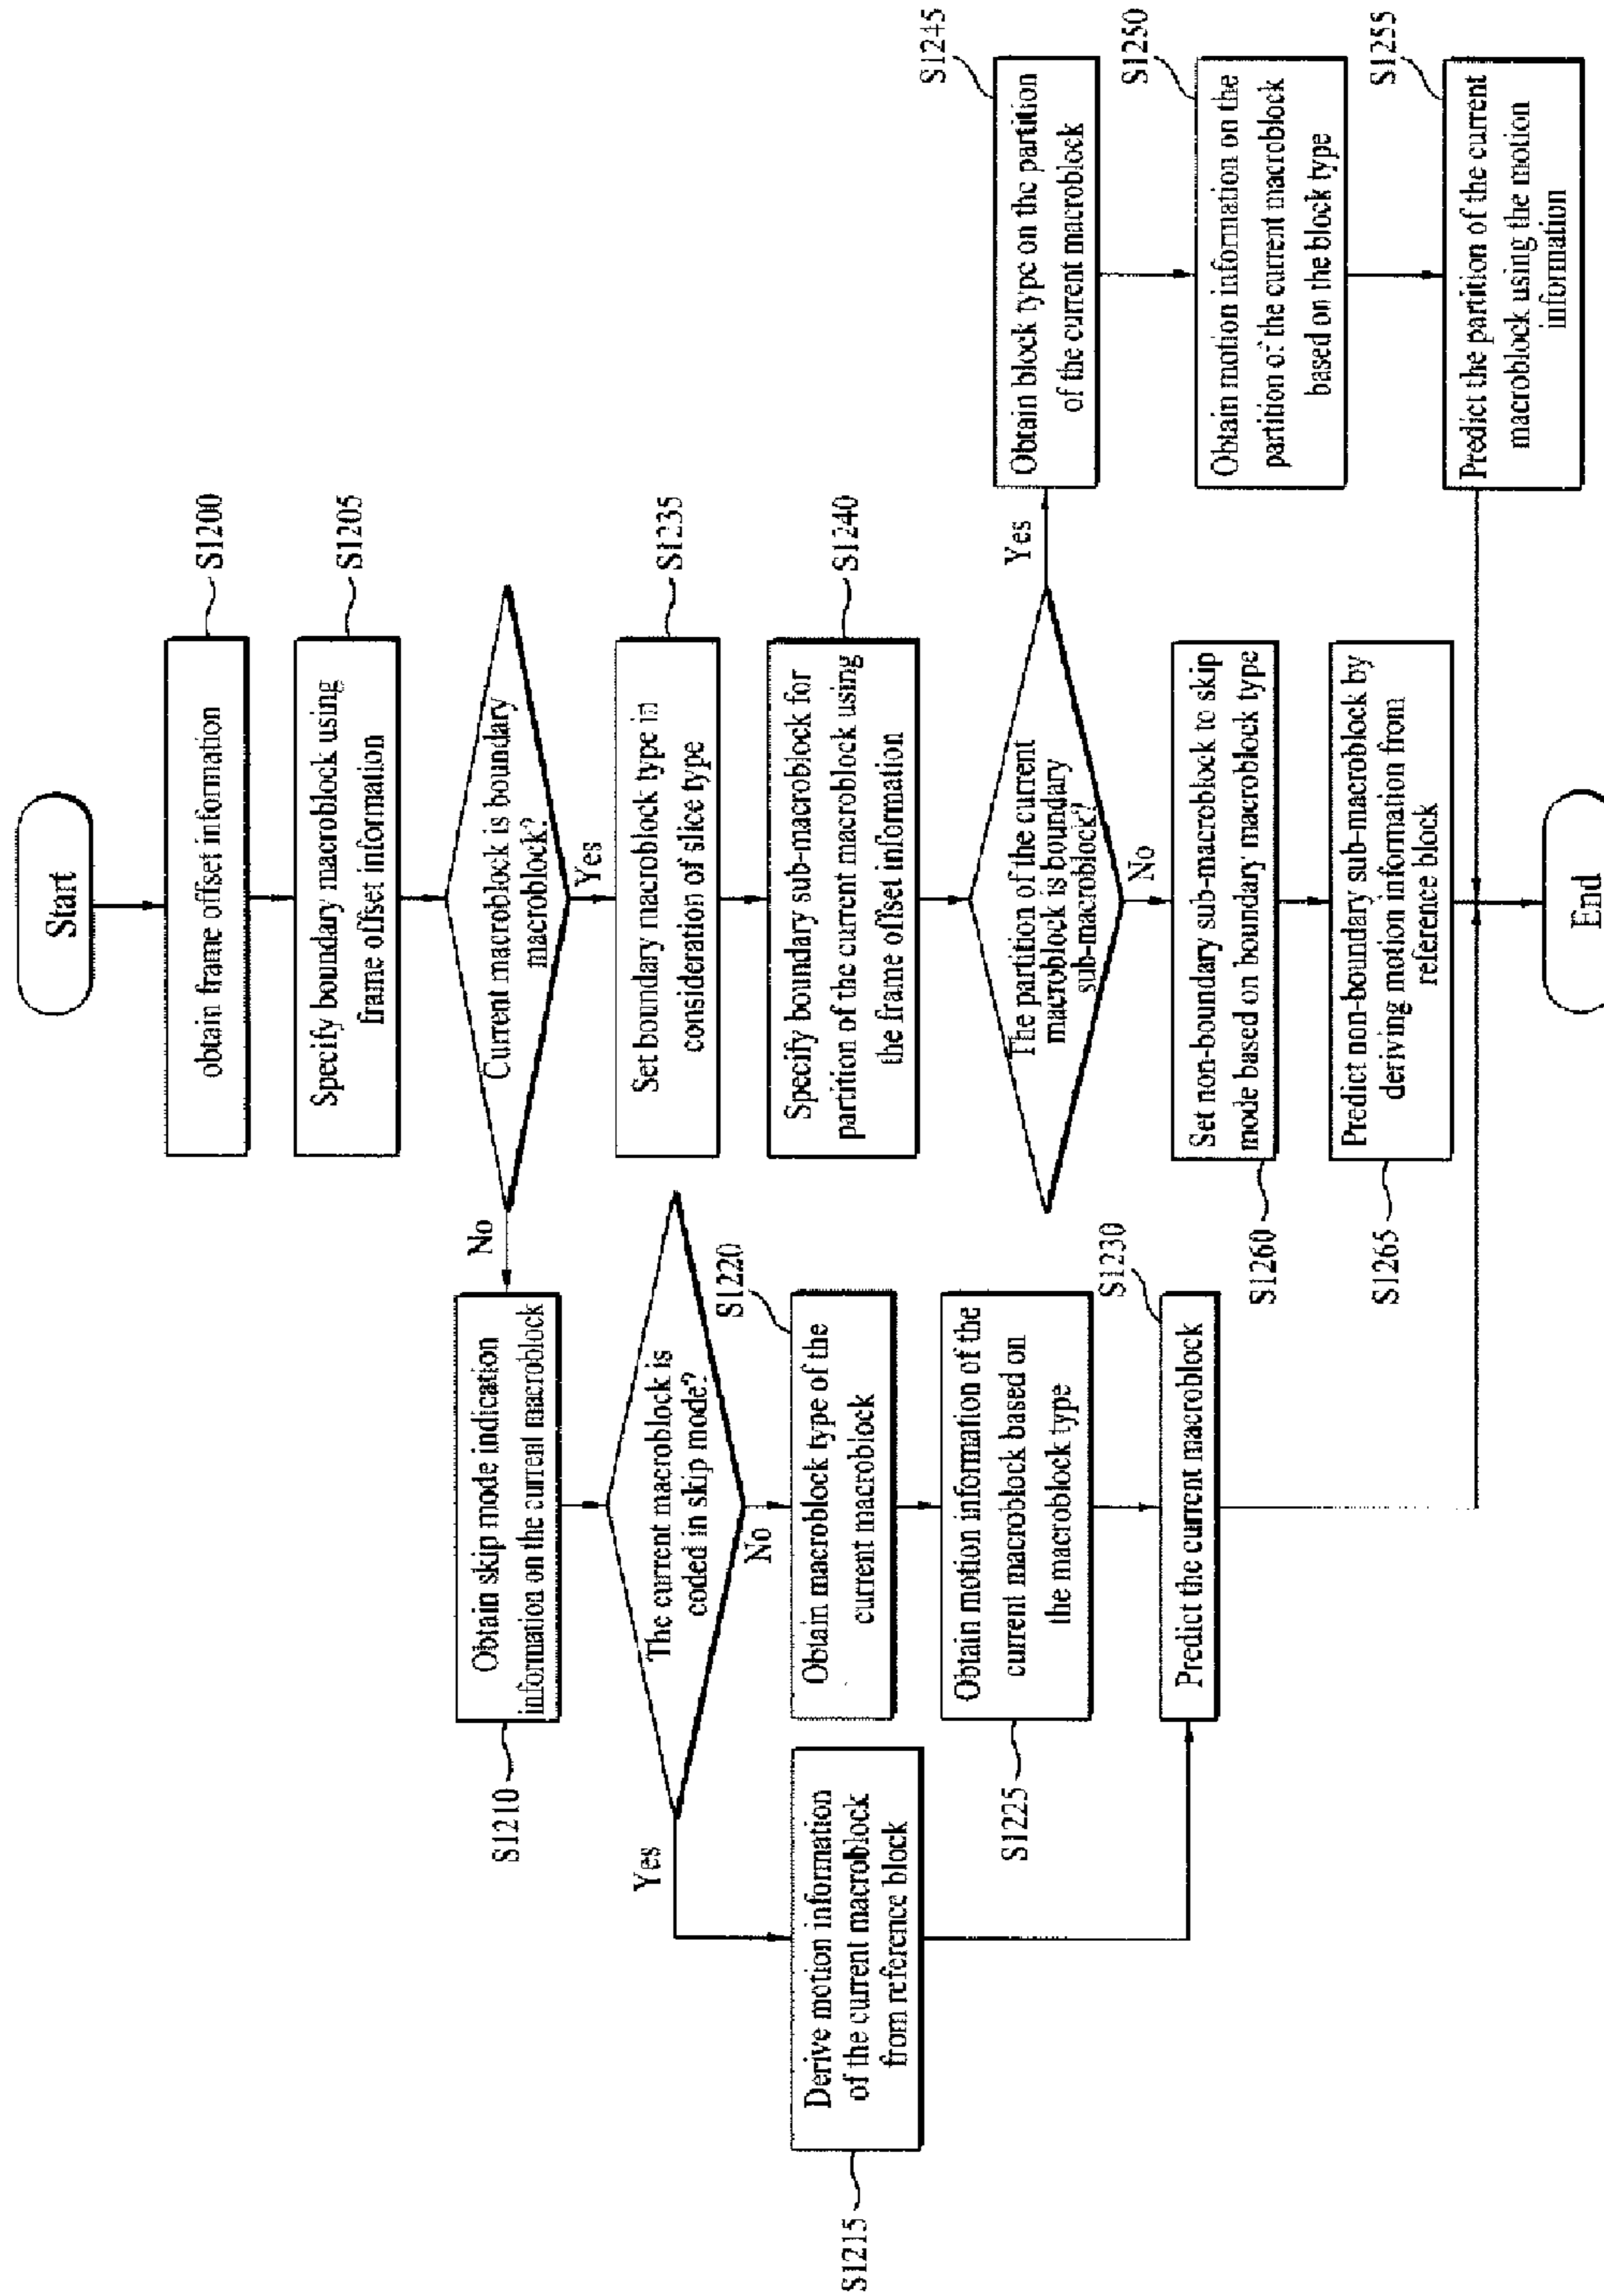 Start
obtain frame offset information
S1200
Specify boundary macroblock using
frame offset information
S1205
Current macroblock is boundary
macroblock?
No
Yes
Obtain skip mode indication
information on the current macroblock
S1210
The current macroblock is
coded in skip mode?
Yes
No
Derive motion information
of the current macroblock
from reference block
S1215
Obtain macroblock type of the
current macroblock
S1220
Obtain motion information of the
current macroblock based on
the macroblock type
S1225
Predict the current macroblock
S1230
Set boundary macroblock type in
consideration of slice type
S1235
Specify boundary sub-macroblock for
partition of the current macroblock using
the frame offset information
S1240
The partition of the current
macroblock is boundary
sub-macroblock?
Yes
No
Obtain block type on the partition
of the current macroblock
S1245
Obtain motion information on the
partition of the current macroblock
based on the block type
S1250
Predict the partition of the current
macroblock using the motion
information
S1255
Set non-boundary sub-macroblock to skip
mode based on boundary macroblock type
S1260
Predict non-boundary sub-macroblock by
deriving motion information from
reference block
S1265
End